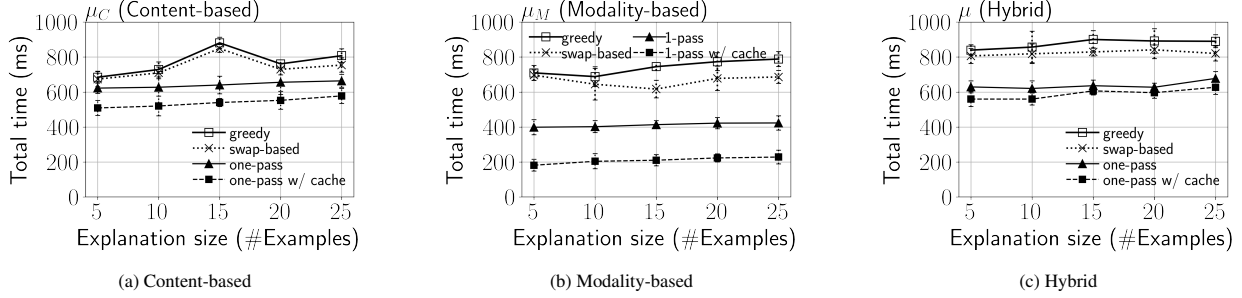 μ_C (Content-based)
1000
800
600
400
200
0
Total time (ms)
greedy
swap-based
one-pass
one-pass w/ cache
5 10 15 20 25
Explanation size (#Examples)
(a) Content-based
μ_M (Modality-based)
1000
800
600
400
200
0
Total time (ms)
greedy
swap-based
1-pass
1-pass w/ cache
5 10 15 20 25
Explanation size (#Examples)
(b) Modality-based
μ (Hybrid)
1000
800
600
400
200
0
Total time (ms)
greedy
swap-based
one-pass
one-pass w/ cache
5 10 15 20 25
Explanation size (#Examples)
(c) Hybrid